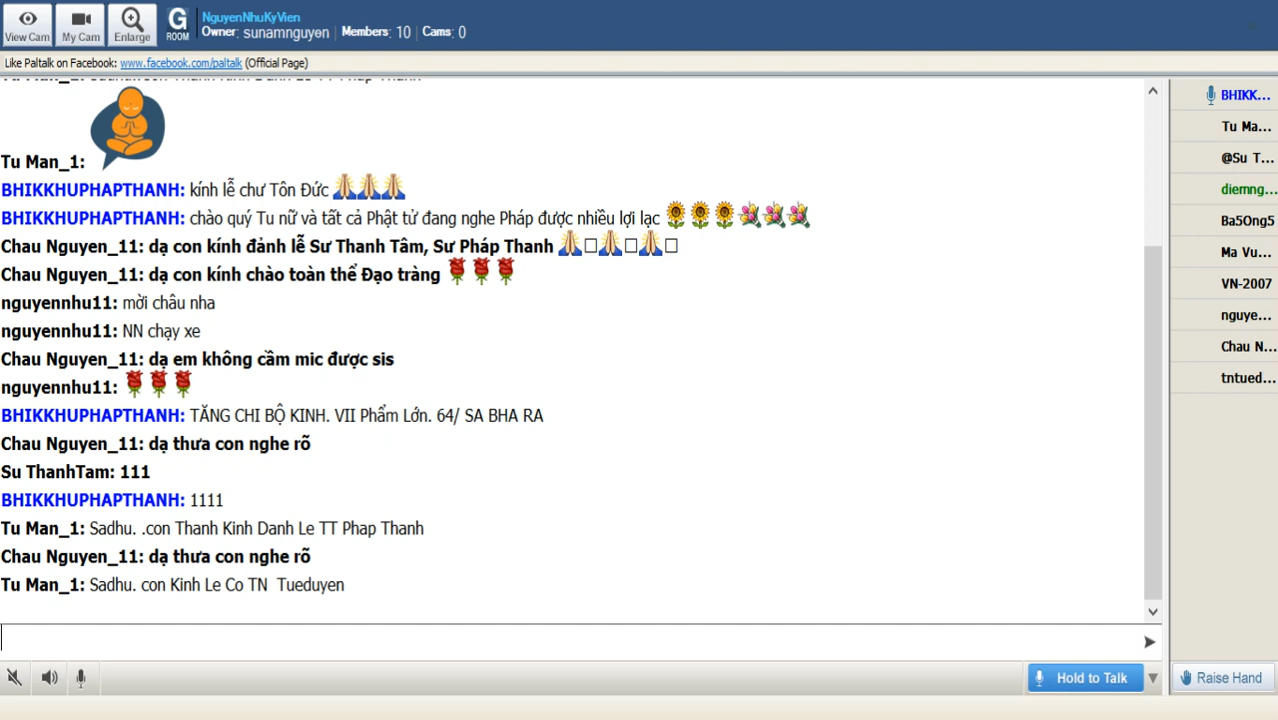 View Cam
My Cam
Enlarge
G
ROOM
NguyenNhuKyVien
Owner: sunamnguyen | Members: 10 | Cams: 0
Like Paltalk on Facebook: www.facebook.com/paltalk (Official Page)
Tu Man_1:
BHIKKHUPHAPTHANH: kính lễ chư Tôn Đức 🙏🙏🙏
BHIKKHUPHAPTHANH: chào quý Tu nữ và tất cả Phật tử đang nghe Pháp được nhiều lợi lạc 🌻🌻🌻💐💐💐
Chau Nguyen_11: dạ con kính đảnh lễ Sư Thanh Tâm, Sư Pháp Thanh 🙏□🙏□🙏□
Chau Nguyen_11: dạ con kính chào toàn thể Đạo tràng 🌹🌹🌹
nguyennhu11: mời châu nha
nguyennhu11: NN chạy xe
Chau Nguyen_11: dạ em không cầm mic được sis
nguyennhu11: 🌹🌹🌹
BHIKKHUPHAPTHANH: TĂNG CHI BỘ KINH. VII Phẩm Lớn. 64/ SA BHA RA
Chau Nguyen_11: dạ thưa con nghe rõ
Su ThanhTam: 111
BHIKKHUPHAPTHANH: 1111
Tu Man_1: Sadhu. .con Thanh Kinh Danh Le TT Phap Thanh
Chau Nguyen_11: dạ thưa con nghe rõ
Tu Man_1: Sadhu. con Kinh Le Co TN  Tueduyen
BHIKK...
Tu Ma...
@Su T...
diemng...
Ba5Ong5
Ma Vu...
VN-2007
nguye...
Chau N...
tntued...
Hold to Talk
Raise Hand